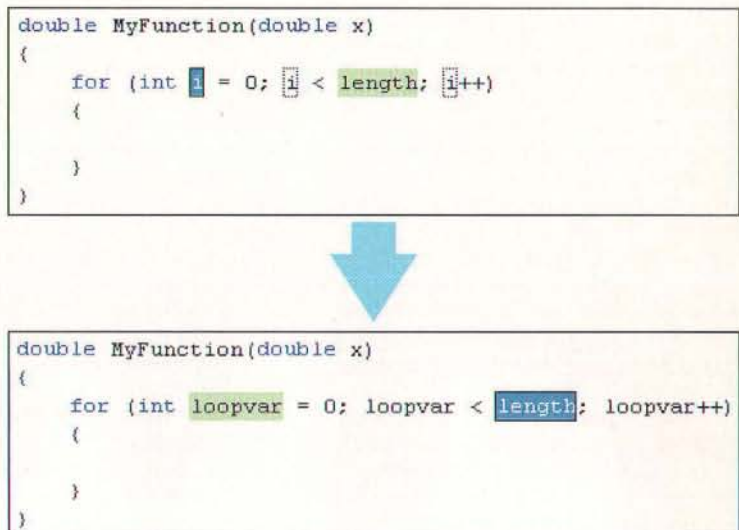 double MyFunction(double x)
{
    for (int i = 0; i < length; i++)
    {

    }
}
double MyFunction(double x)
{
    for (int loopvar = 0; loopvar < length; loopvar++)
    {

    }
}